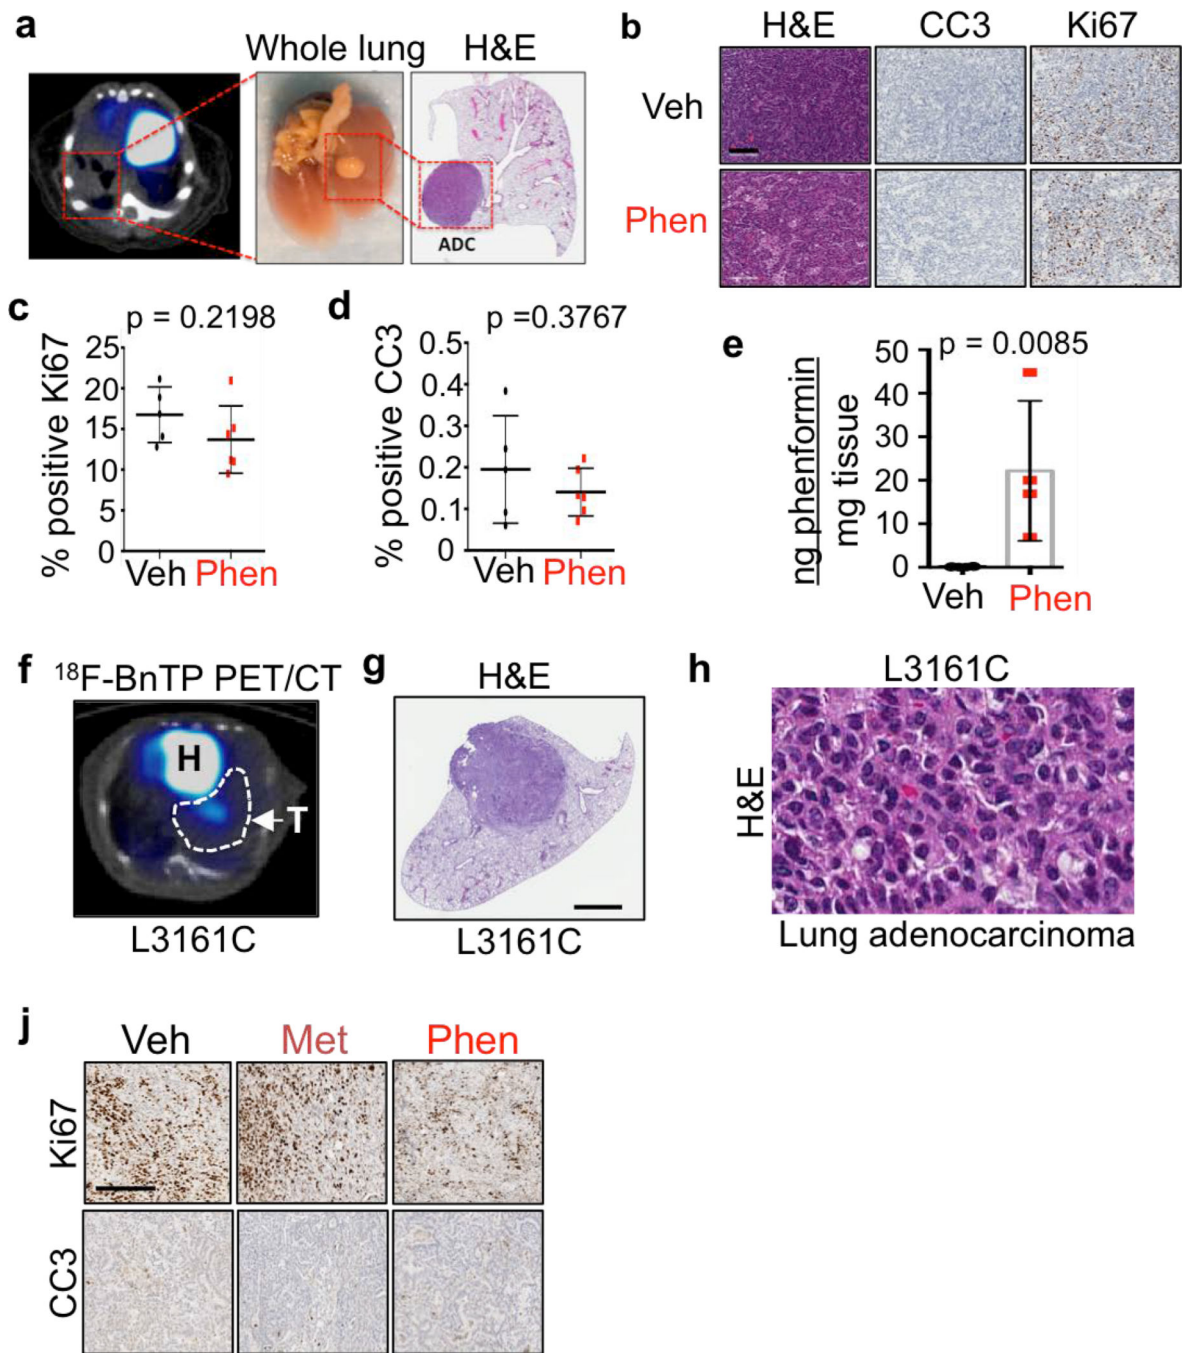 a
Whole lung H&E
ADC
b
H&E CC3 Ki67
Veh
Phen
c
p = 0.2198
% positive Ki67
25
20
15
10
5
0
Veh Phen
d
p =0.3767
% positive CC3
0.5
0.4
0.3
0.2
0.1
0
Veh Phen
e
p = 0.0085
ng phenformin
mg tissue
50
40
30
20
10
0
Veh Phen
f
¹⁸F-BnTP PET/CT
H
T
L3161C
g
H&E
L3161C
h
L3161C
H&E
Lung adenocarcinoma
j
Veh Met Phen
Ki67
CC3